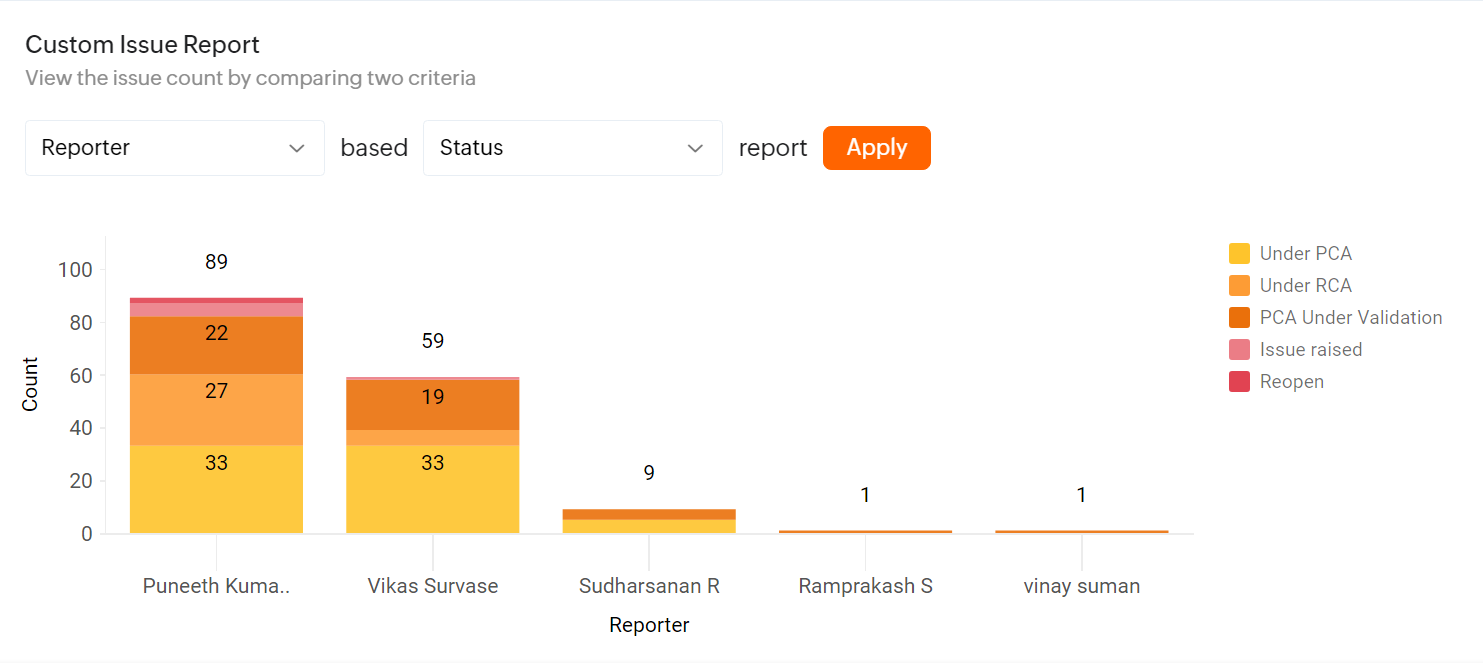 Custom Issue Report
View the issue count by comparing two criteria
Reporter based Status report Apply
89
100
80
60
40
20
0
Count
22
27
33
59
19
33
9
1
1
Puneeth Kuma.. Vikas Survase Sudharsanan R Ramprakash S vinay suman
Reporter
Under PCA
Under RCA
PCA Under Validation
Issue raised
Reopen